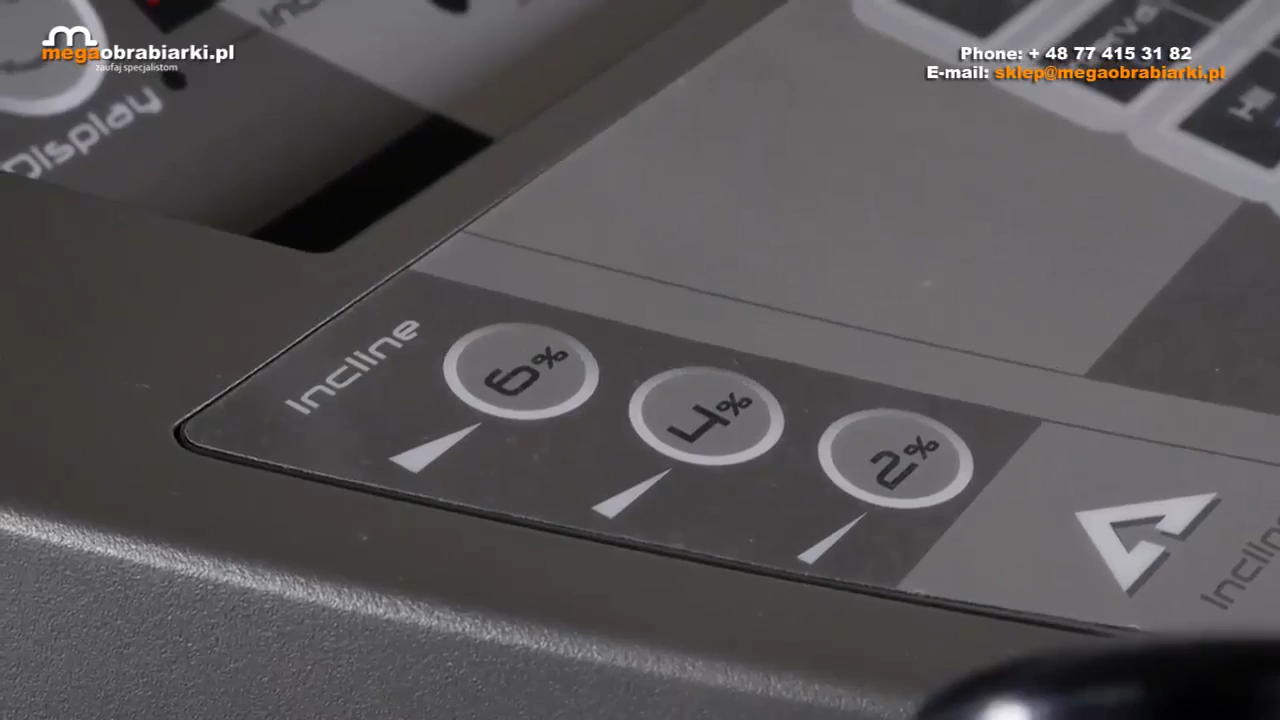 megaobrabiarki.pl
zaufaj specjalistom
Phone: + 48 77 415 31 82
E-mail: sklep@megaobrabiarki.pl
Display
Incline
6%
4%
2%
Incline